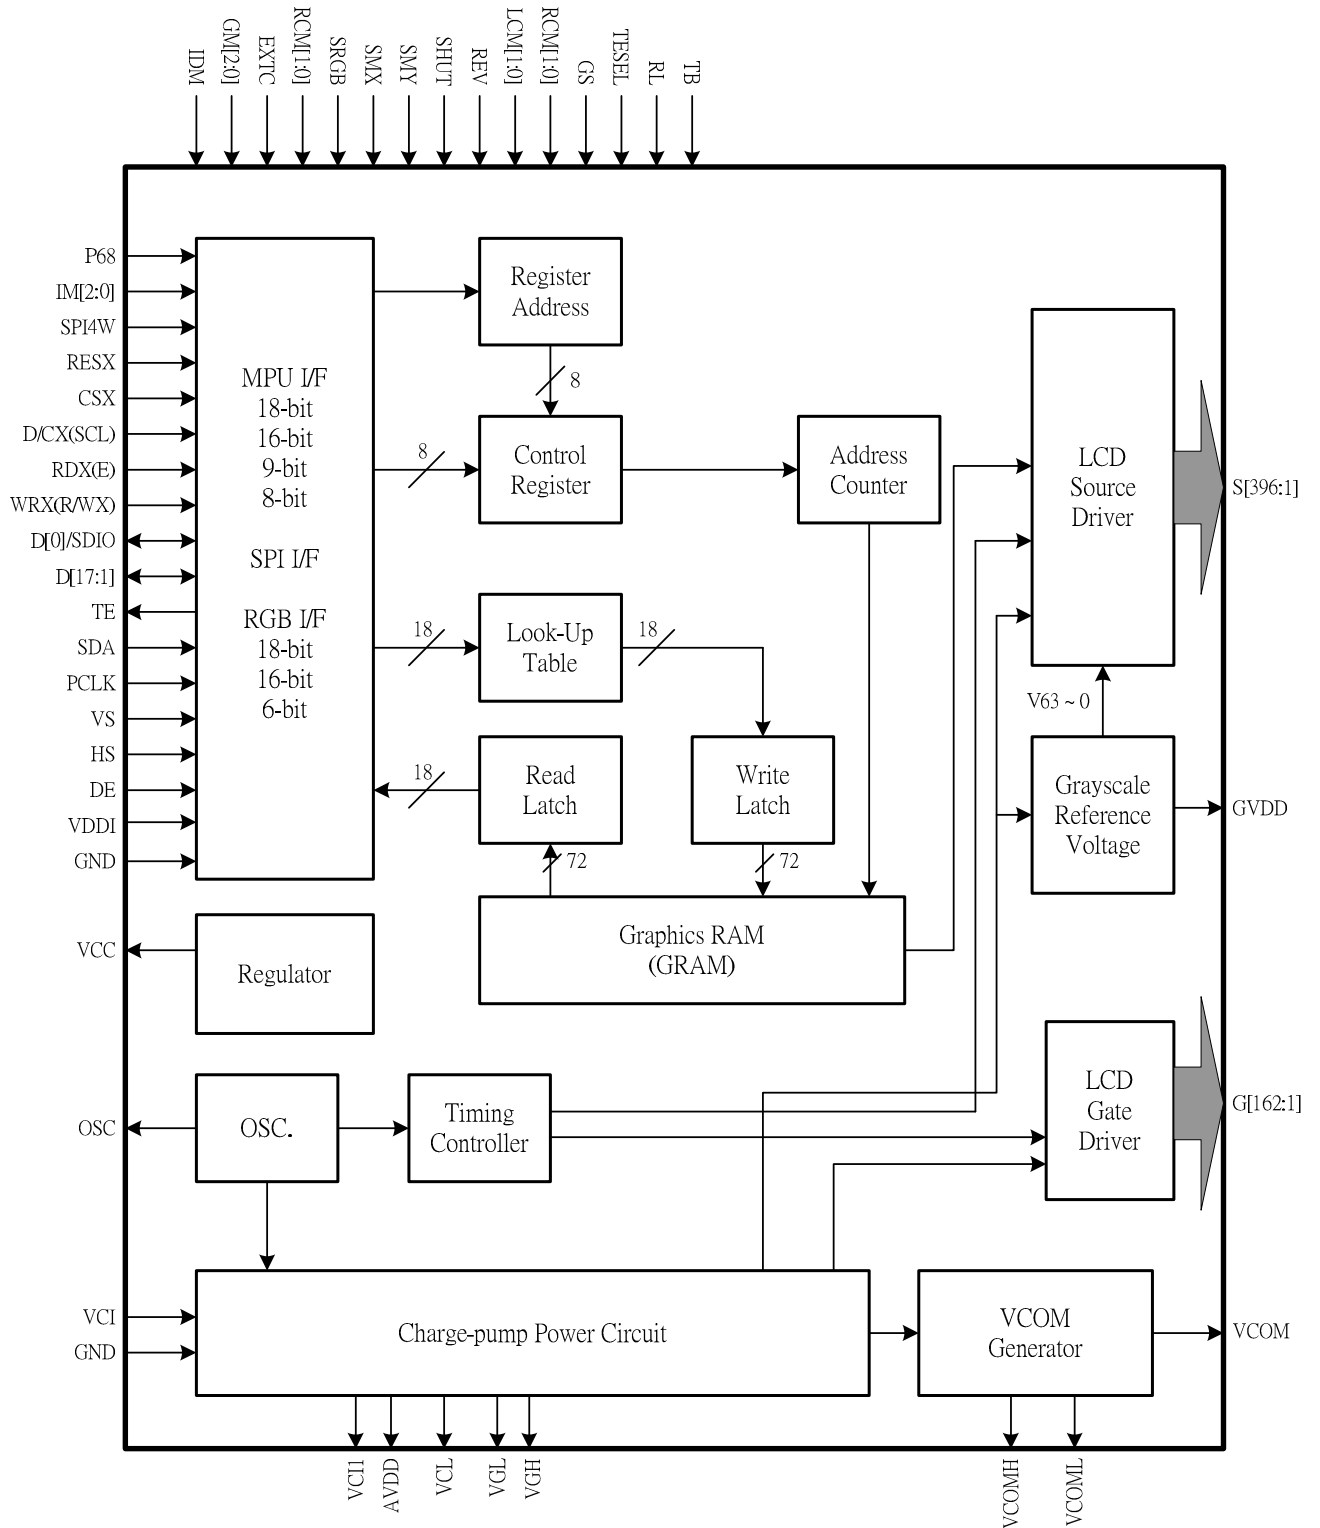 IDM
GM[2:0]
EXTC
RCM[1:0]
SRGB
SMX
SMY
SHUT
REV
LCM[1:0]
RCM[1:0]
GS
TESEL
RL
TB
P68
IM[2:0]
SPI4W
RESX
CSX
D/CX(SCL)
RDX(E)
WRX(R/WX)
D[0]/SDIO
D[17:1]
TE
SDA
PCLK
VS
HS
DE
VDDI
GND
VCC
OSC
VCI
GND
MPU I/F
18-bit
16-bit
9-bit
8-bit
SPI I/F
RGB I/F
18-bit
16-bit
6-bit
Register
Address
8
8
Control
Register
Address
Counter
18
Look-Up
Table
18
18
Read
Latch
Write
Latch
72
72
Graphics RAM
(GRAM)
LCD
Source
Driver
S[396:1]
V63 ~ 0
Grayscale
Reference
Voltage
GVDD
Regulator
OSC.
Timing
Controller
LCD
Gate
Driver
G[162:1]
Charge-pump Power Circuit
VCOM
Generator
VCOM
VCI1
AVDD
VCL
VGL
VGH
VCOMH
VCOML